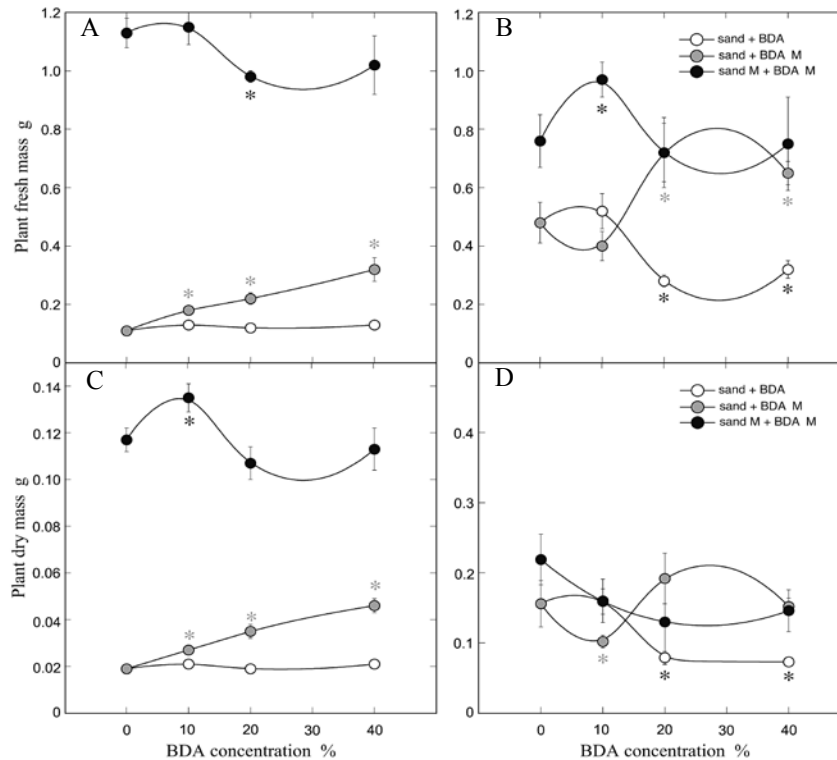 A
1.2
1.0
0.8
0.6
0.4
0.2
0
Plant fresh mass g
*
*
*
*
B
sand + BDA
sand + BDA M
sand M + BDA M
*
*
*
*
*
C
0.14
0.12
0.10
0.08
0.06
0.04
0.02
0.00
Plant dry mass g
*
*
*
*
0 10 20 30 40
D
sand + BDA
sand + BDA M
sand M + BDA M
0.4
0.3
0.2
0.1
0.0
*
*
*
0 10 20 30 40
BDA concentration %